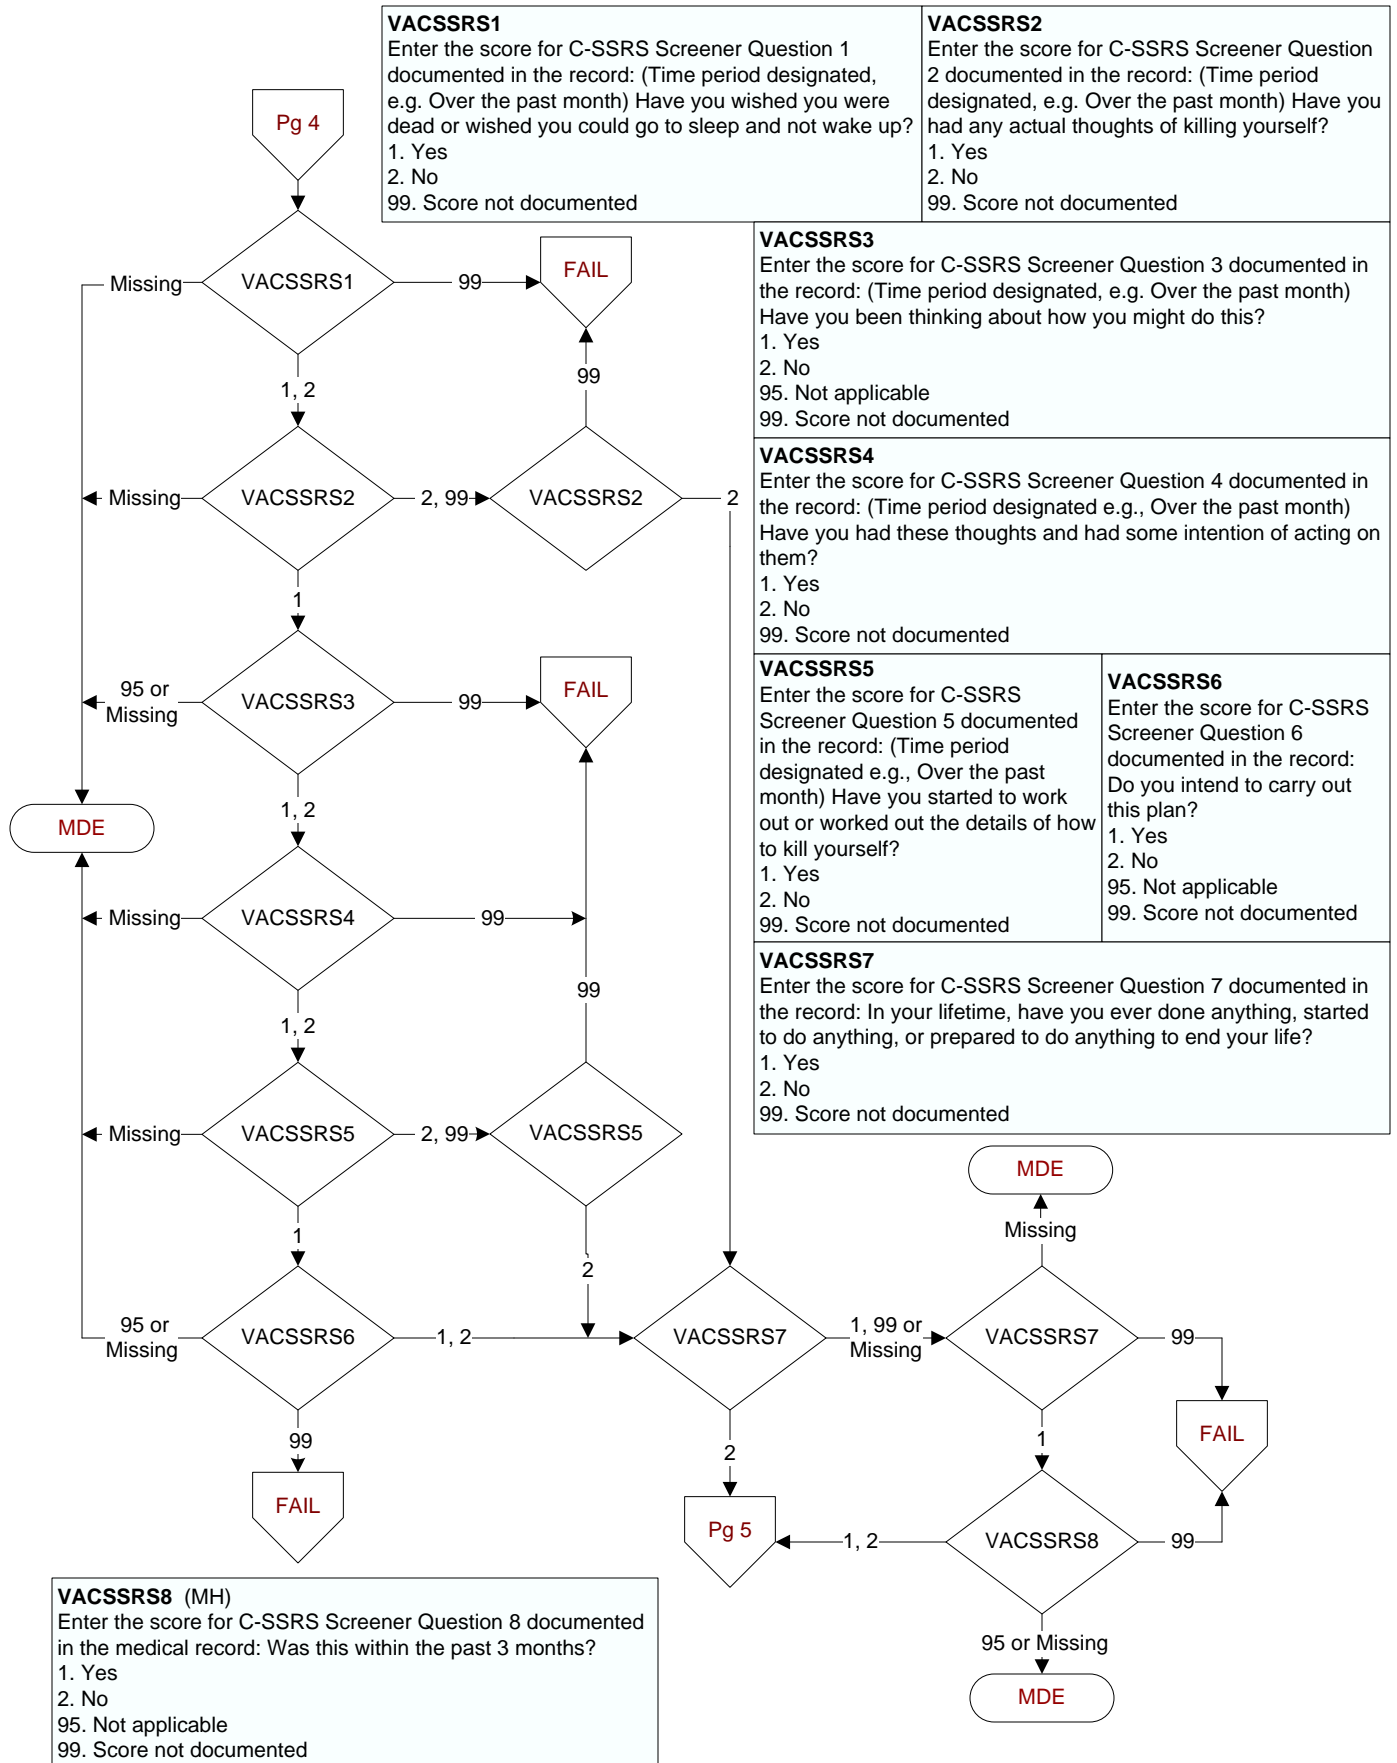 VACSSRS1
Enter the score for C-SSRS Screener Question 1
documented in the record: (Time period designated,
e.g. Over the past month) Have you wished you were
dead or wished you could go to sleep and not wake up?
1. Yes
2. No
99. Score not documented
VACSSRS2
Enter the score for C-SSRS Screener Question
2 documented in the record: (Time period
designated, e.g. Over the past month) Have you
had any actual thoughts of killing yourself?
1. Yes
2. No
99. Score not documented
VACSSRS3
Enter the score for C-SSRS Screener Question 3 documented in
the record: (Time period designated, e.g. Over the past month)
Have you been thinking about how you might do this?
1. Yes
2. No
95. Not applicable
99. Score not documented
VACSSRS4
Enter the score for C-SSRS Screener Question 4 documented in
the record: (Time period designated e.g., Over the past month)
Have you had these thoughts and had some intention of acting on
them?
1. Yes
2. No
99. Score not documented
VACSSRS5
Enter the score for C-SSRS
Screener Question 5 documented
in the record: (Time period
designated e.g., Over the past
month) Have you started to work
out or worked out the details of how
to kill yourself?
1. Yes
2. No
99. Score not documented
VACSSRS6
Enter the score for C-SSRS
Screener Question 6
documented in the record:
Do you intend to carry out
this plan?
1. Yes
2. No
95. Not applicable
99. Score not documented
VACSSRS7
Enter the score for C-SSRS Screener Question 7 documented in
the record: In your lifetime, have you ever done anything, started
to do anything, or prepared to do anything to end your life?
1. Yes
2. No
99. Score not documented
Pg 4
Missing
VACSSRS1
99
FAIL
1, 2
99
Missing
VACSSRS2
2, 99
VACSSRS2
2
1
95 or
Missing
VACSSRS3
99
FAIL
1, 2
MDE
Missing
VACSSRS4
99
99
1, 2
Missing
VACSSRS5
2, 99
VACSSRS5
1
2
95 or
Missing
VACSSRS6
1, 2
VACSSRS7
1, 99 or
Missing
VACSSRS7
MDE
Missing
99
FAIL
99
FAIL
2
1
Pg 5
1, 2
VACSSRS8
99
95 or Missing
MDE
VACSSRS8 (MH)
Enter the score for C-SSRS Screener Question 8 documented
in the medical record: Was this within the past 3 months?
1. Yes
2. No
95. Not applicable
99. Score not documented